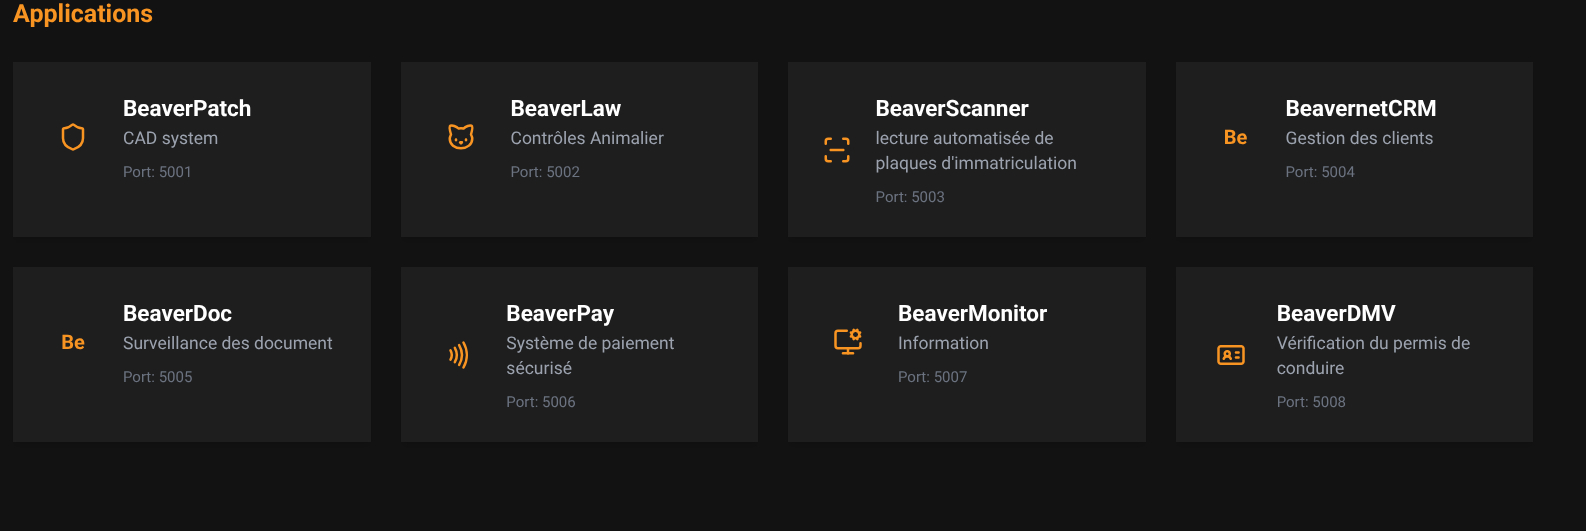 Applications
BeaverPatch
CAD system
Port: 5001
BeaverLaw
Contrôles Animalier
Port: 5002
BeaverScanner
lecture automatisée de
plaques d'immatriculation
Port: 5003
Be
BeavernetCRM
Gestion des clients
Port: 5004
Be
BeaverDoc
Surveillance des document
Port: 5005
BeaverPay
Système de paiement
sécurisé
Port: 5006
BeaverMonitor
Information
Port: 5007
BeaverDMV
Vérification du permis de
conduire
Port: 5008